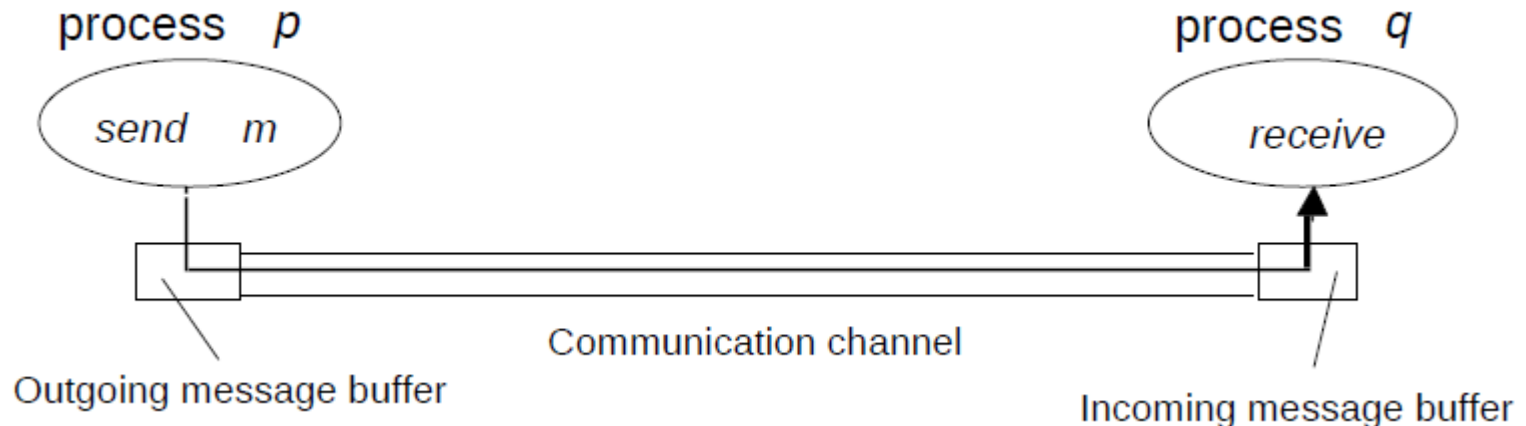 process p
process q
send m
receive
Communication channel
Outgoing message buffer
Incoming message buffer